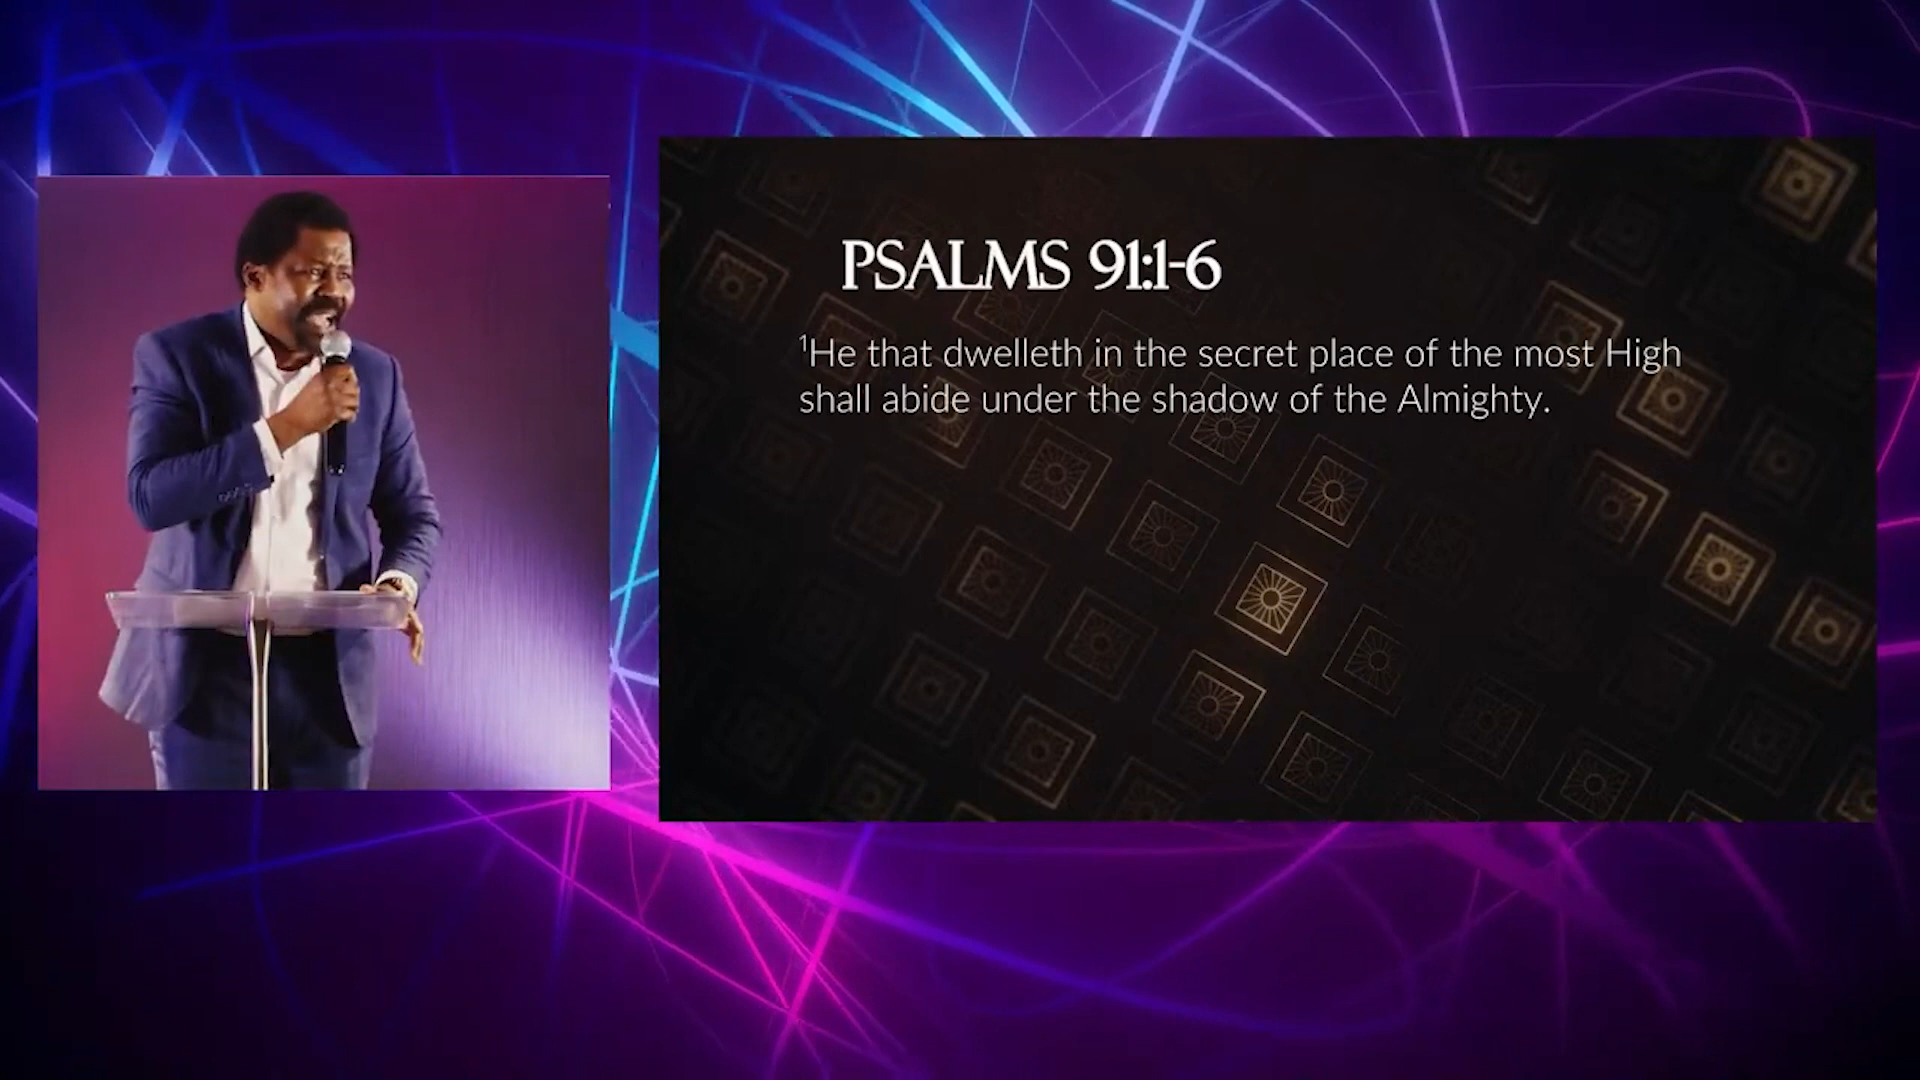 PSALMS 91:1-6
¹He that dwelleth in the secret place of the most High
shall abide under the shadow of the Almighty.